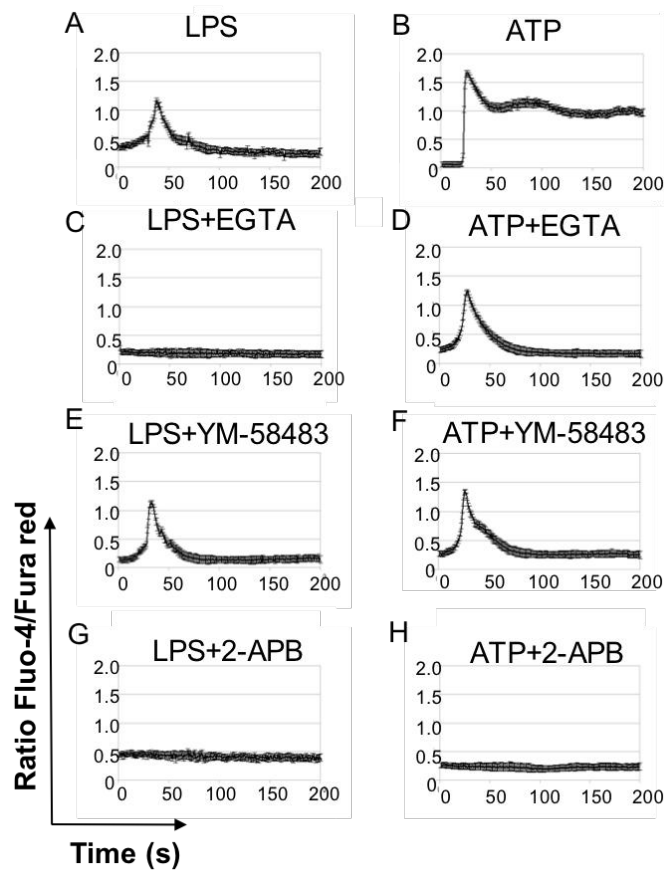 A LPS
2.0
1.5
1.0
0.5
0
0 50 100 150 200
B ATP
2.0
1.5
1.0
0.5
0
0 50 100 150 200
C LPS+EGTA
2.0
1.5
1.0
0.5
0
0 50 100 150 200
D ATP+EGTA
2.0
1.5
1.0
0.5
0
0 50 100 150 200
E LPS+YM-58483
2.0
1.5
1.0
0.5
0
0 50 100 150 200
F ATP+YM-58483
2.0
1.5
1.0
0.5
0
0 50 100 150 200
G LPS+2-APB
2.0
1.5
1.0
0.5
0
0 50 100 150 200
H ATP+2-APB
2.0
1.5
1.0
0.5
0
0 50 100 150 200
Ratio Fluo-4/Fura red
Time (s)